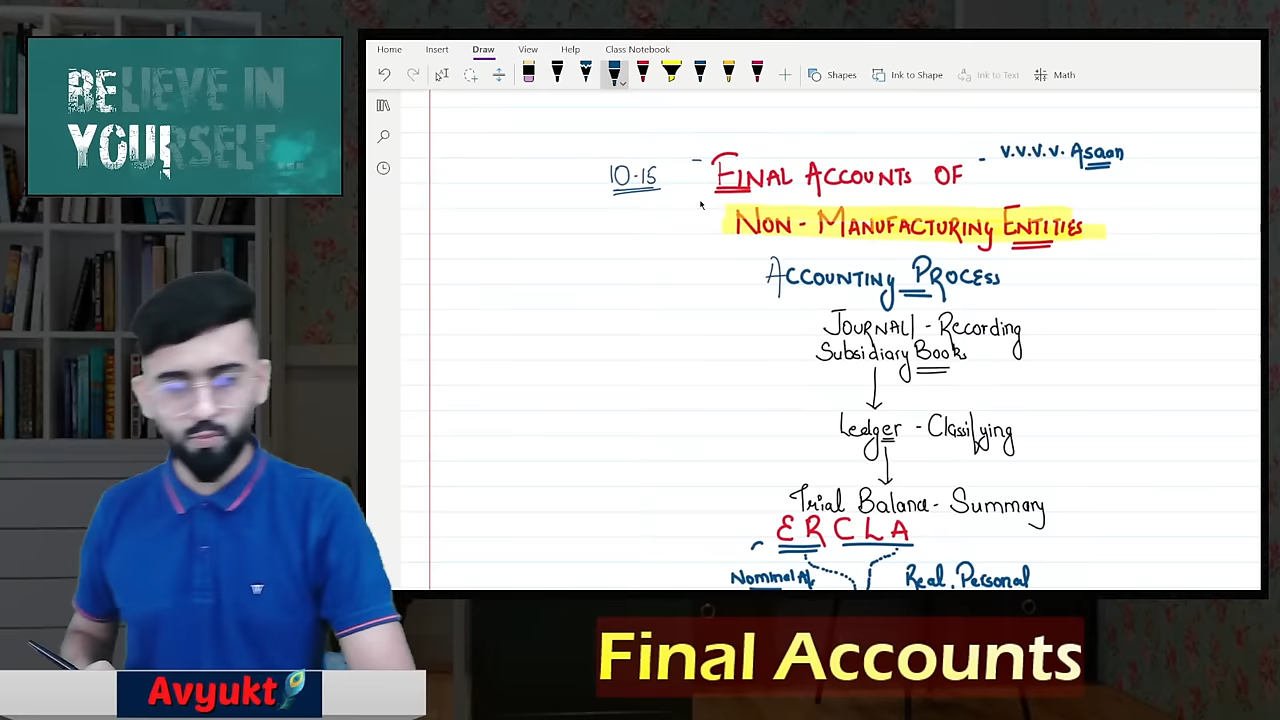 BELIEVE IN
YOURSELF...
Home Insert Draw View Help Class Notebook
Shapes Ink to Shape Ink to Text Math
10-15 - FINAL ACCOUNTS OF - v.v.v.v. Asaan
NON-MANUFACTURING ENTITIES
ACCOUNTING PROCESS
JOURNAL/ - Recording
Subsidiary Books
Ledger - Classifying
Trial Balance - Summary
E R C L A
Nominal A/c Real, Personal
Final Accounts
Avyukt